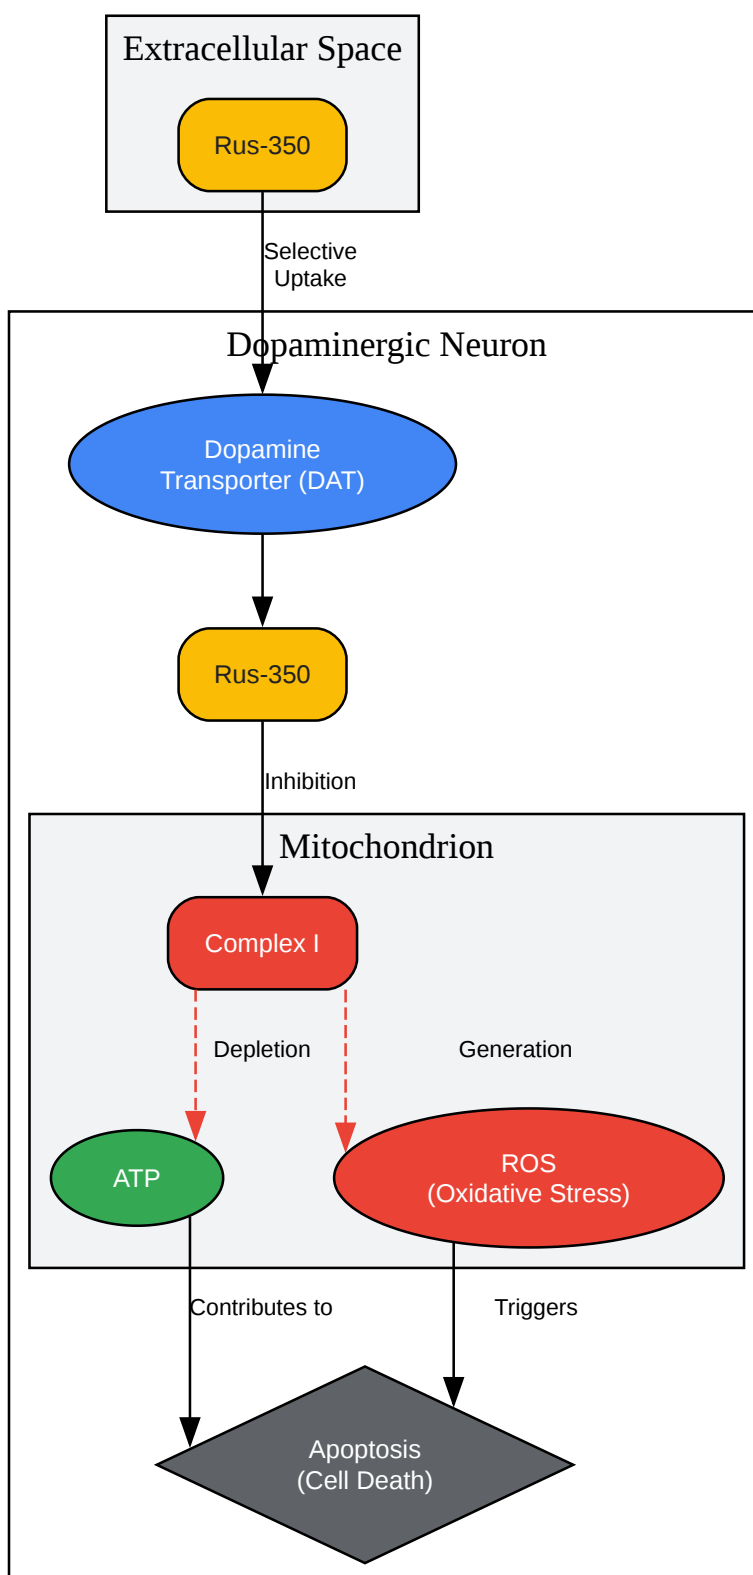 Extracellular Space
Rus-350
Selective
Uptake
Dopaminergic Neuron
Dopamine
Transporter (DAT)
Rus-350
Inhibition
Mitochondrion
Complex I
Depletion
Generation
ATP
ROS
(Oxidative Stress)
Contributes to
Triggers
Apoptosis
(Cell Death)